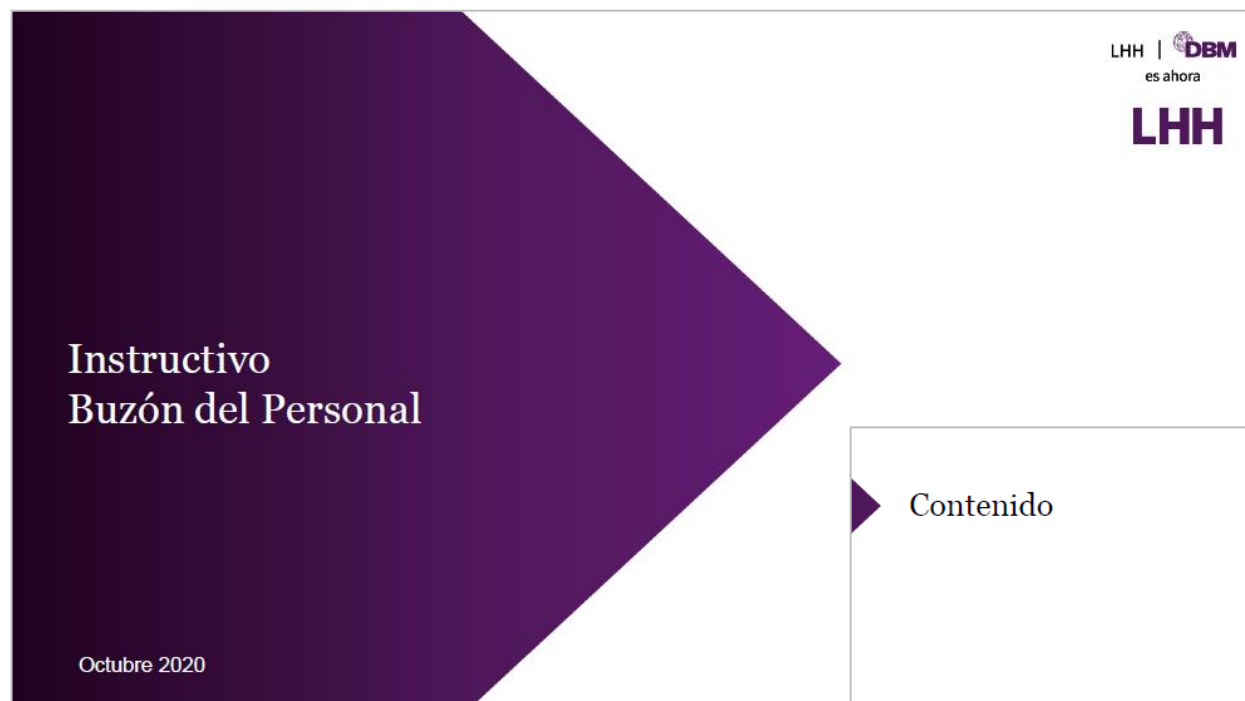 LHH | DBM
es ahora
LHH
Instructivo
Buzón del Personal
Contenido
Octubre 2020